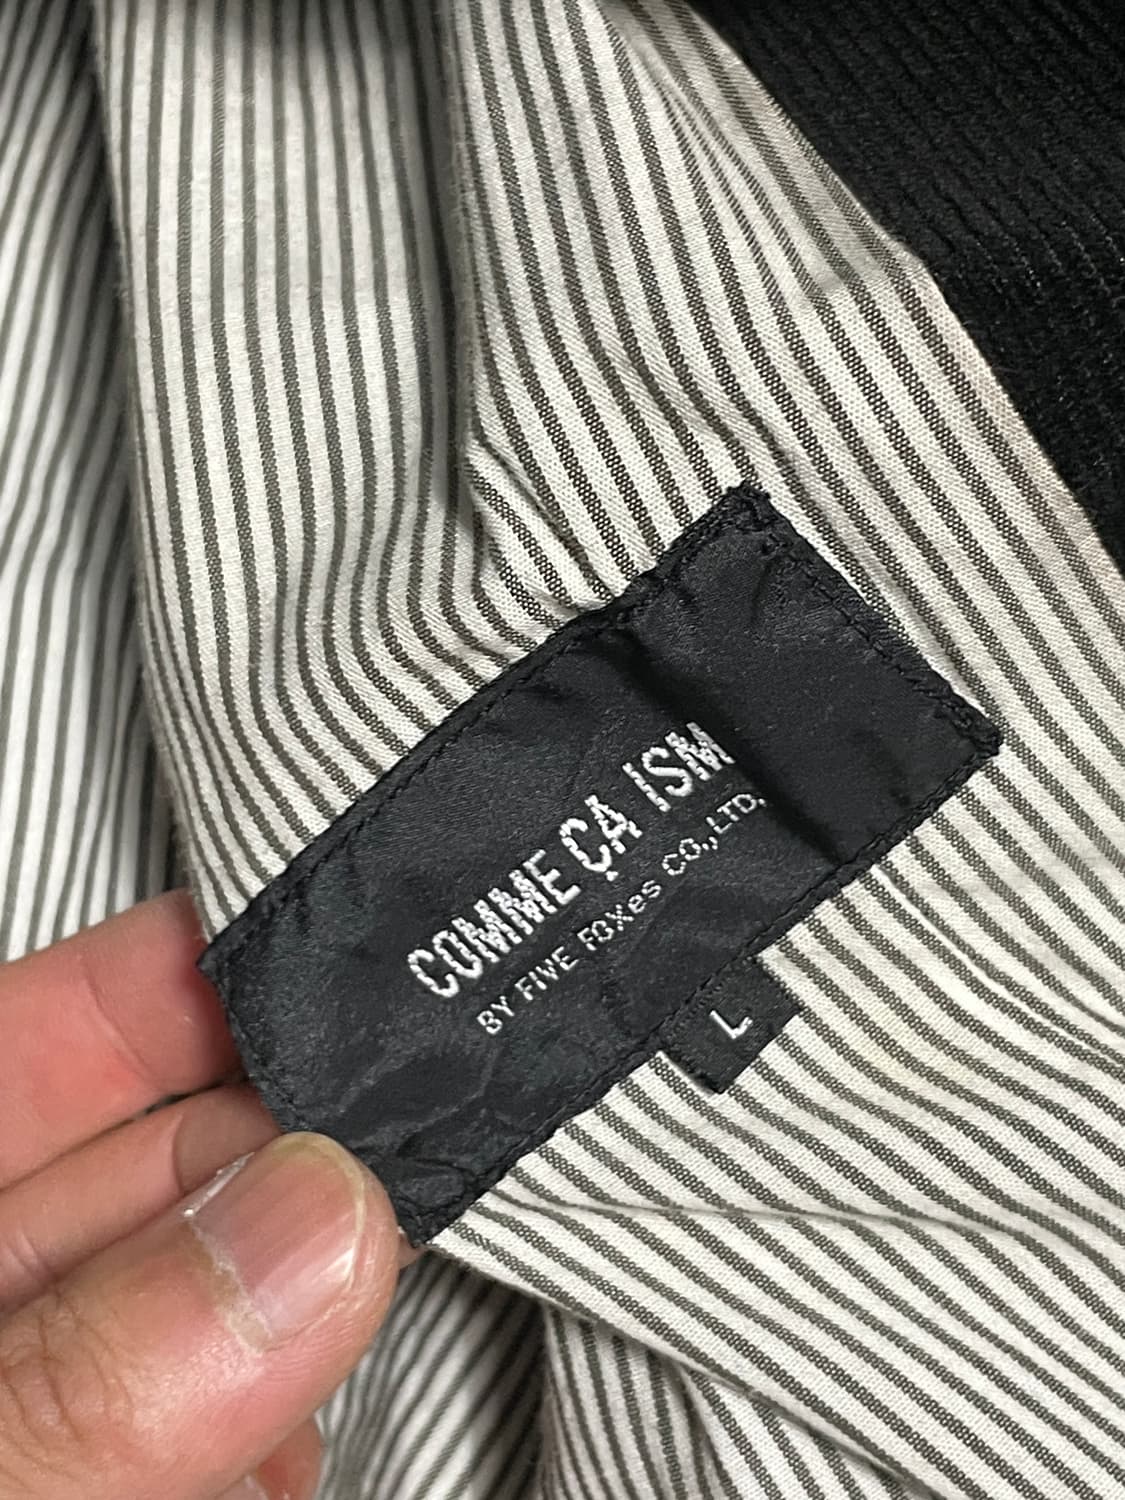 COMME ÇA ISM
BY FIVE FOXes CO.,LTD.
L